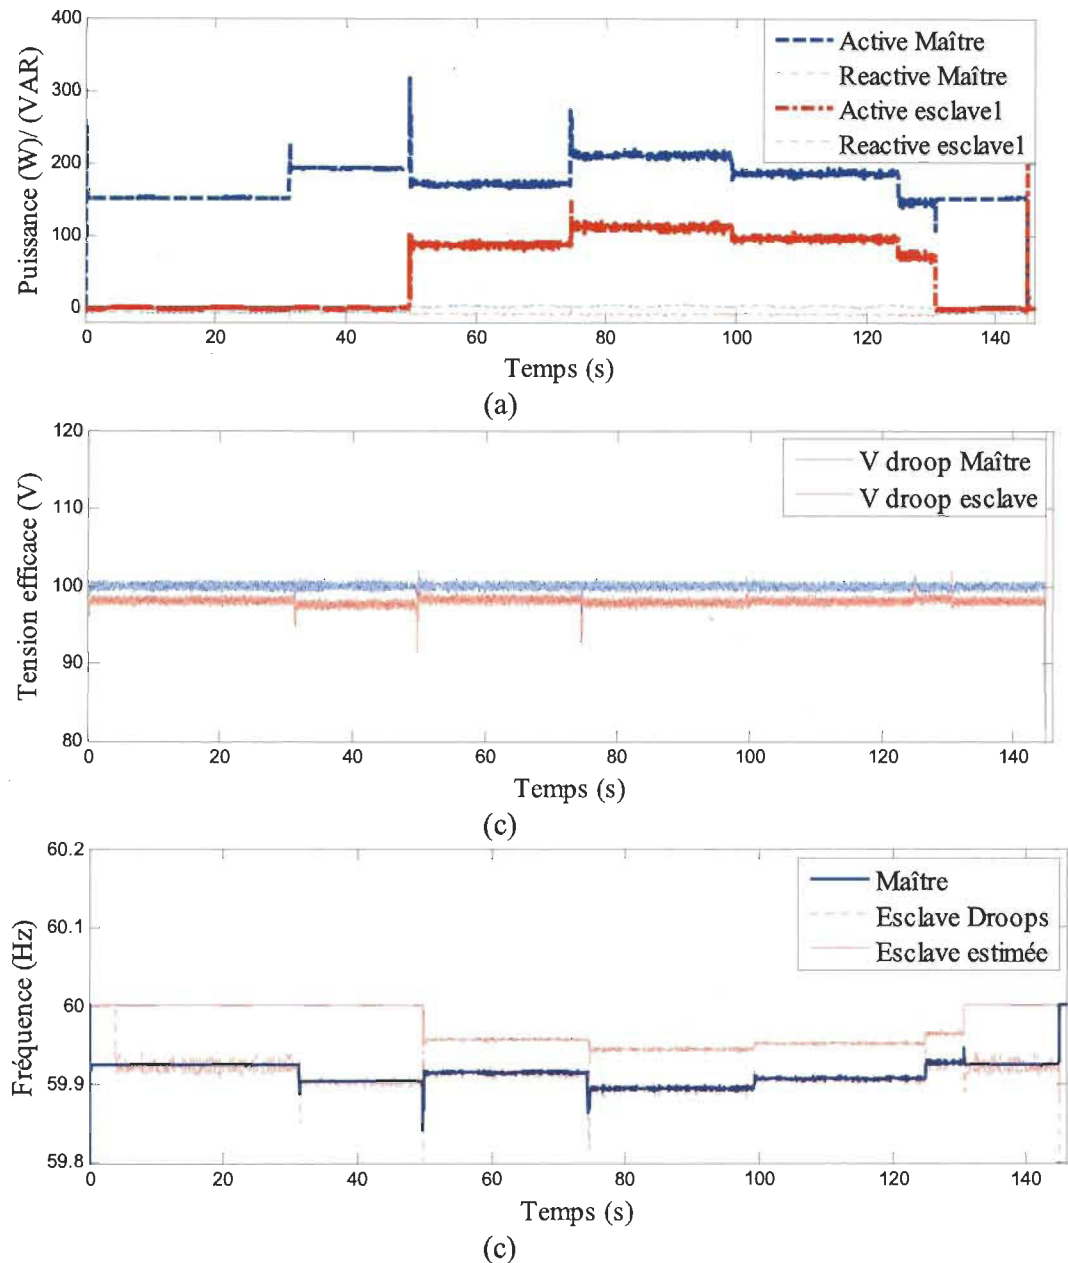 400
300
200
100
0
Puissance (W)/ (VAR)
Active Maître
Reactive Maître
Active esclave1
Reactive esclave1
0 20 40 60 80 100 120 140
Temps (s)
(a)
120
110
100
90
80
Tension efficace (V)
V droop Maître
V droop esclave
0 20 40 60 80 100 120 140
Temps (s)
(c)
60.2
60.1
60
59.9
59.8
Fréquence (Hz)
Maître
Esclave Droops
Esclave estimée
0 20 40 60 80 100 120 140
Temps (s)
(c)